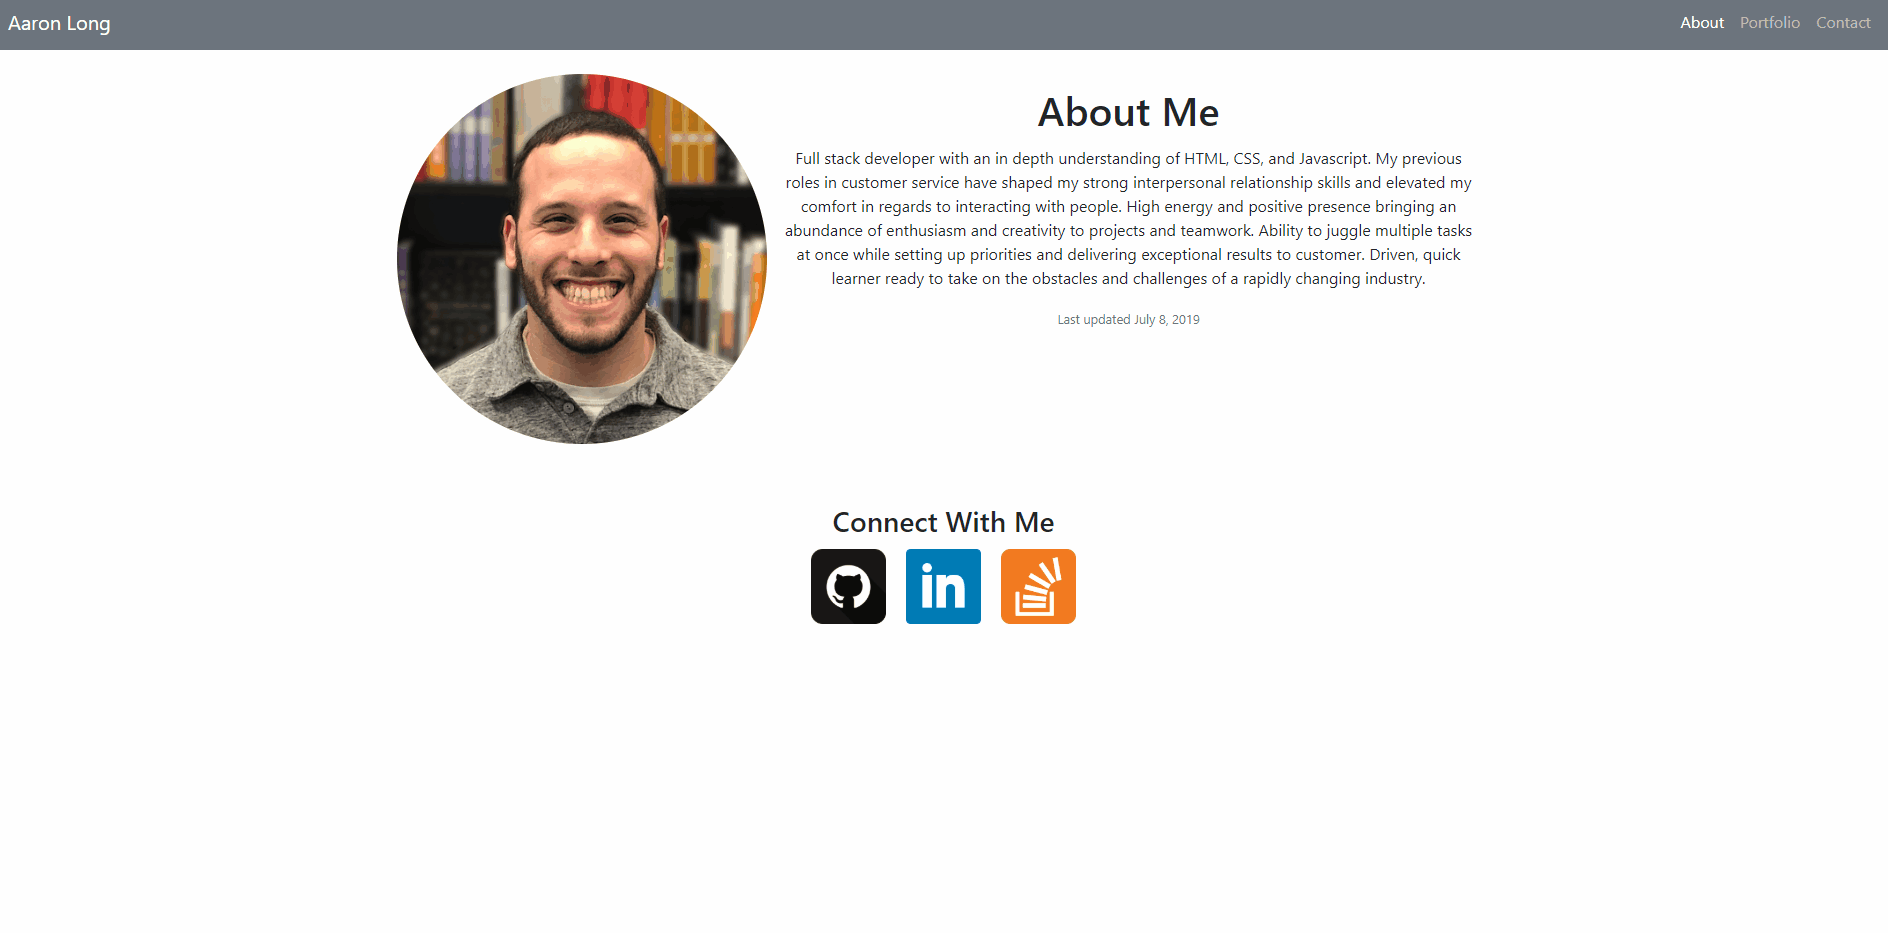 Aaron Long
About Portfolio Contact
About Me
Full stack developer with an in depth understanding of HTML, CSS, and Javascript. My previous
roles in customer service have shaped my strong interpersonal relationship skills and elevated my
comfort in regards to interacting with people. High energy and positive presence bringing an
abundance of enthusiasm and creativity to projects and teamwork. Ability to juggle multiple tasks
at once while setting up priorities and delivering exceptional results to customer. Driven, quick
learner ready to take on the obstacles and challenges of a rapidly changing industry.
Last updated July 8, 2019
Connect With Me
in